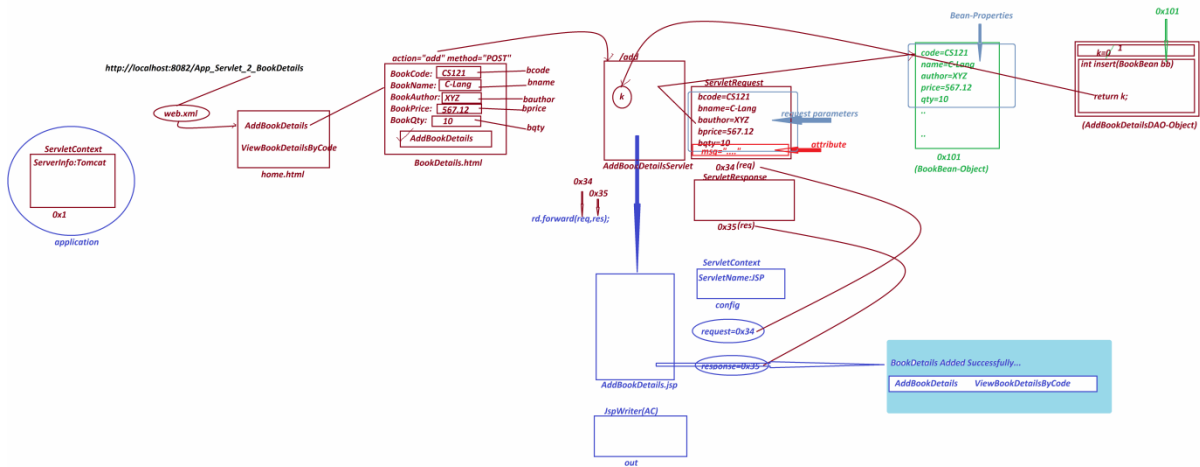 http://localhost:8082/App_Servlet_2_BookDetails
web.xml
ServletContext
ServerInfo:Tomcat
0x1
application
AddBookDetails
ViewBookDetailsByCode
home.html
action="add" method="POST"
BookCode: CS121
BookName: C-Lang
BookAuthor: XYZ
BookPrice: 567.12
BookQty: 10
AddBookDetails
BookDetails.html
bcode
bname
bauthor
bprice
bqty
/add
k
AddBookDetailsServlet
0x34
0x35
rd.forward(req,res);
ServletRequest
bcode=CS121
bname=C-Lang
bauthor=XYZ
bprice=567.12
bqty=10
msg="...."
request parameters
attribute
0x34(req)
ServletResponse
0x35(res)
Bean-Properties
code=CS121
name=C-Lang
author=XYZ
price=567.12
qty=10
..
..
0x101
(BookBean-Object)
0x101
k=0 1
int insert(BookBean bb)
return k;
(AddBookDetailsDAO-Object)
ServletContext
ServletName:JSP
config
request=0x34
response=0x35
AddBookDetails.jsp
JspWriter(AC)
out
BookDetails Added Successfully...
AddBookDetails ViewBookDetailsByCode